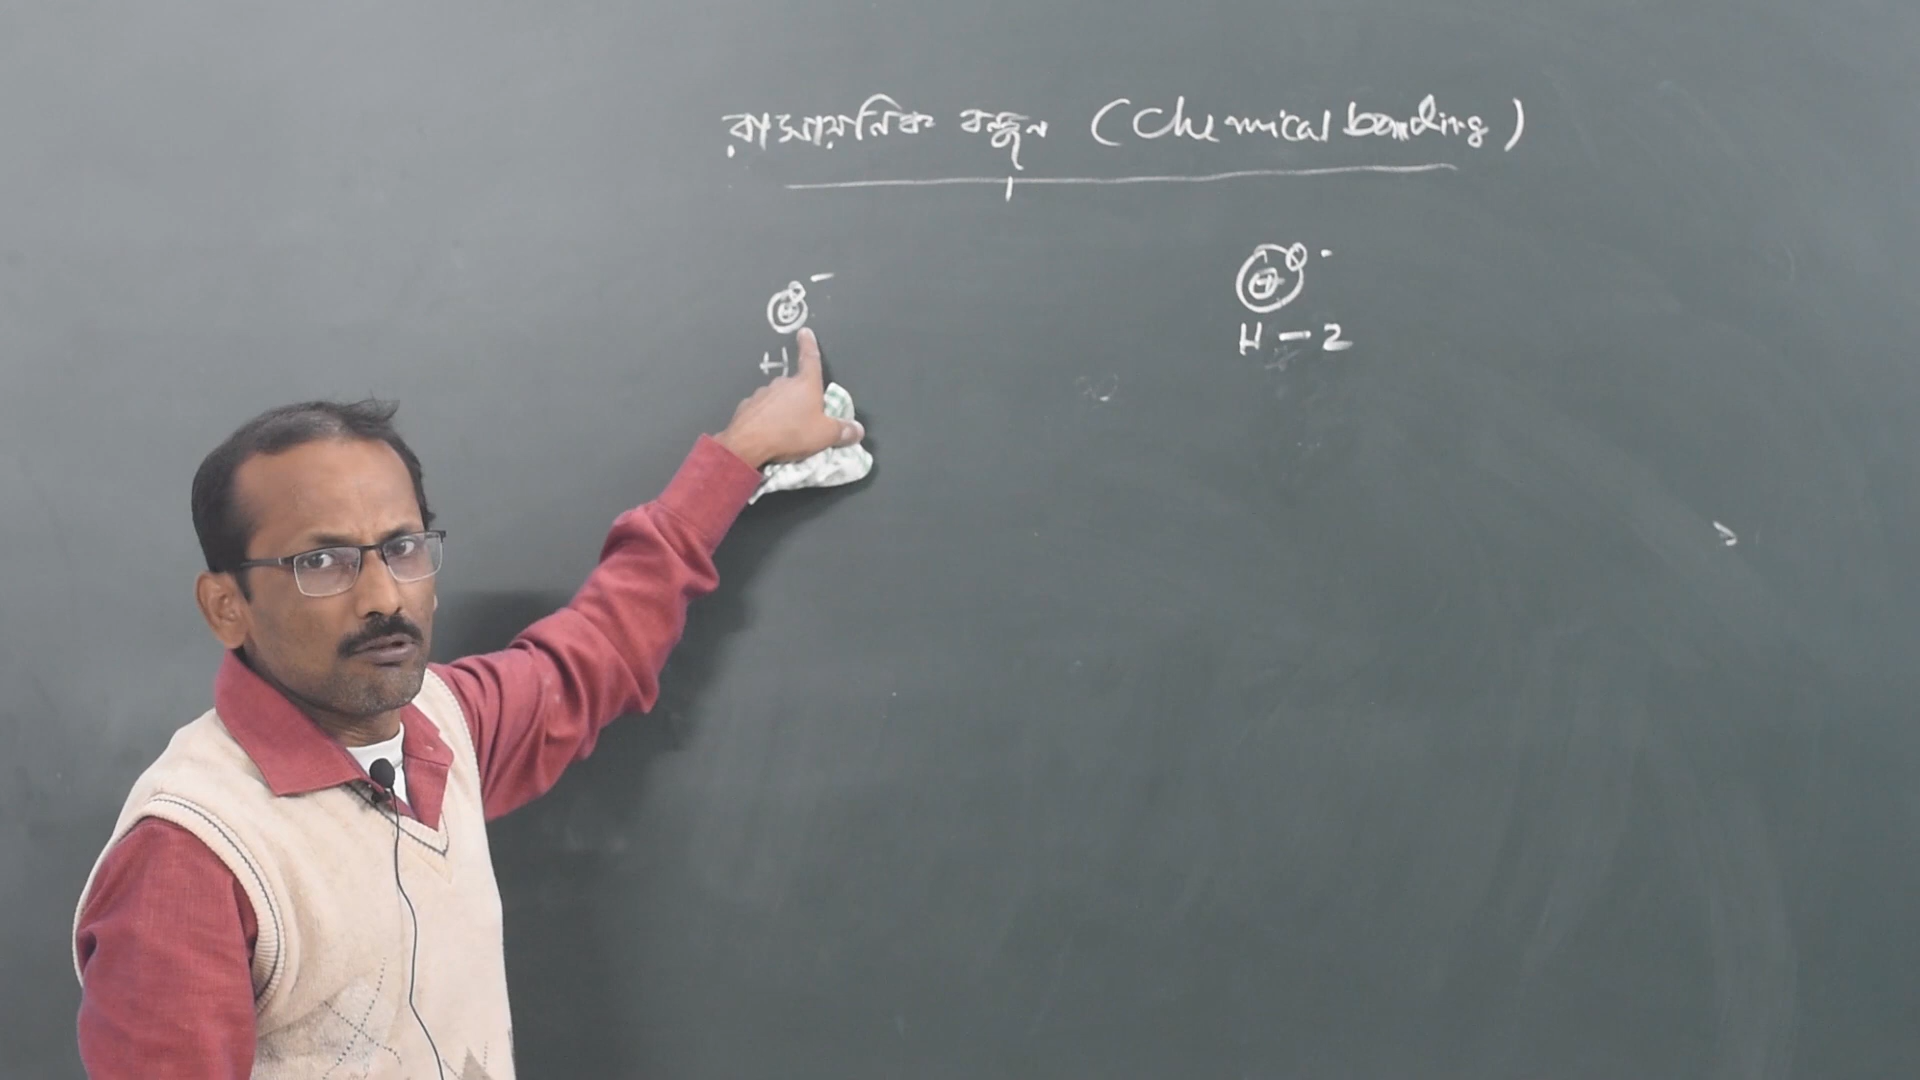 রাসায়নিক বন্ধন (Chemical bonding)
H
H - 2